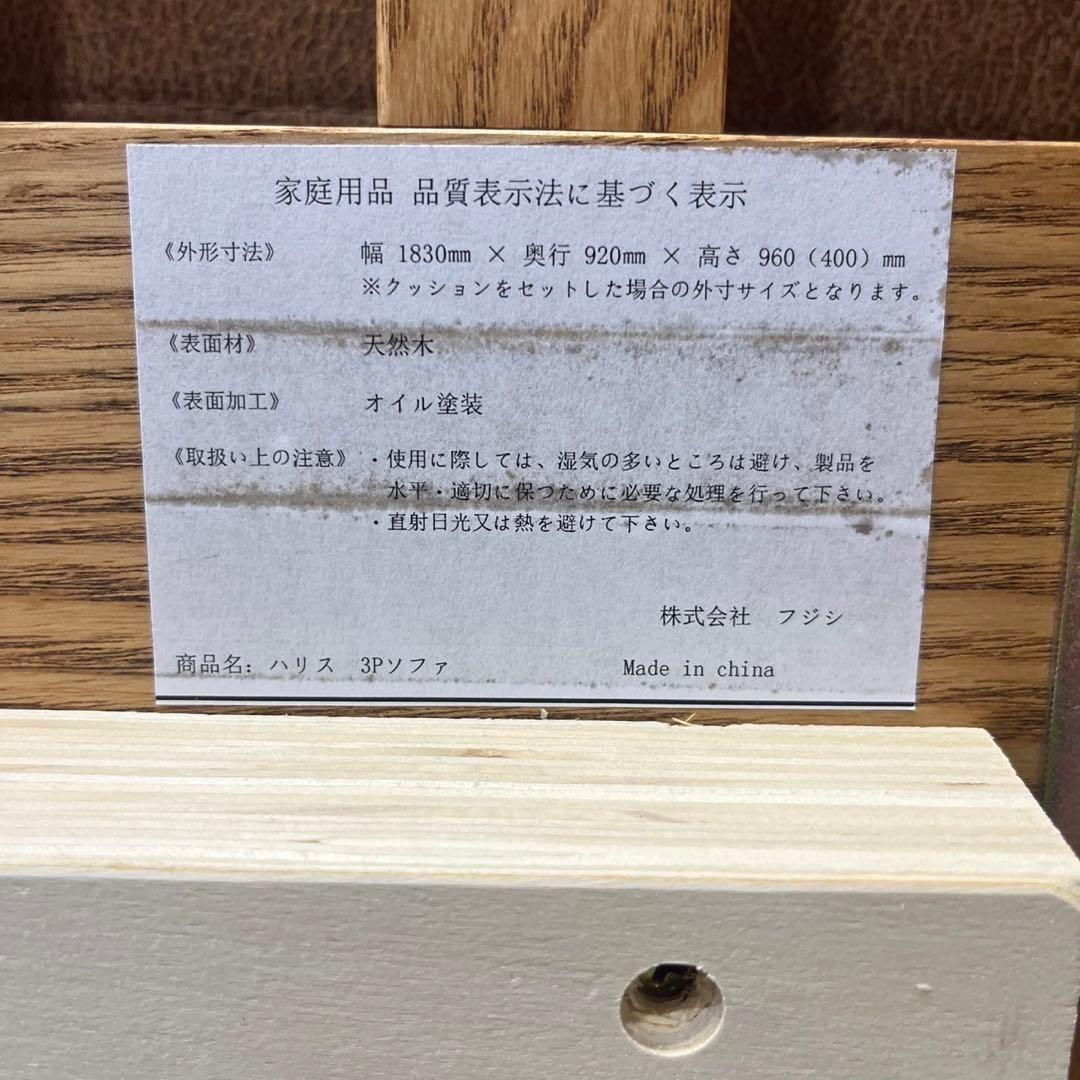 家庭用品 品質表示法に基づく表示
《外形寸法》 幅 1830mm × 奥行 920mm × 高さ 960（400）mm
※クッションをセットした場合の外寸サイズとなります。
《表面材》 天然木
《表面加工》 オイル塗装
《取扱い上の注意》 ・使用に際しては、湿気の多いところは避け、製品を
水平・適切に保つために必要な処理を行って下さい。
・直射日光又は熱を避けて下さい。
株式会社 フジシ
商品名：ハリス 3Pソファ Made in china